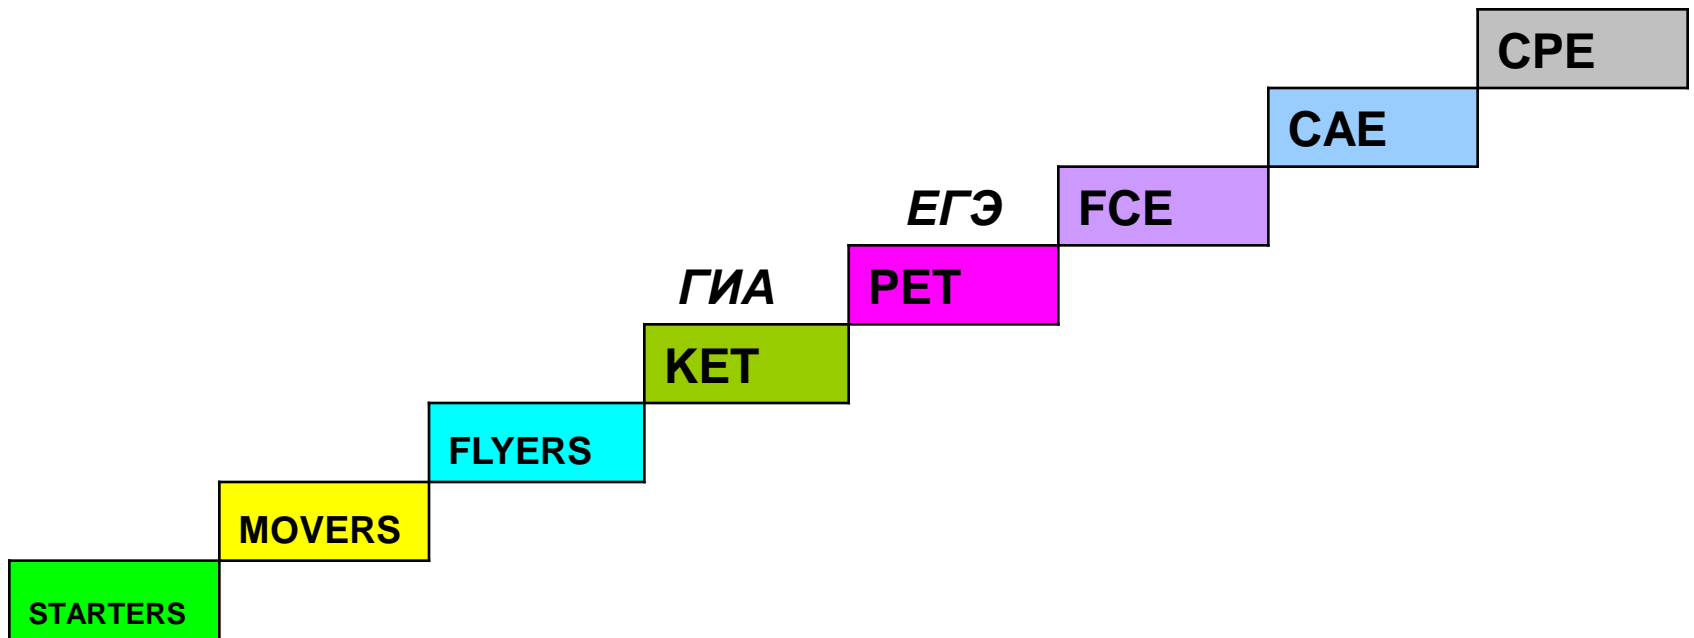 CPE
CAE
ЕГЭ FCE
ГИА PET
KET
FLYERS
MOVERS
STARTERS